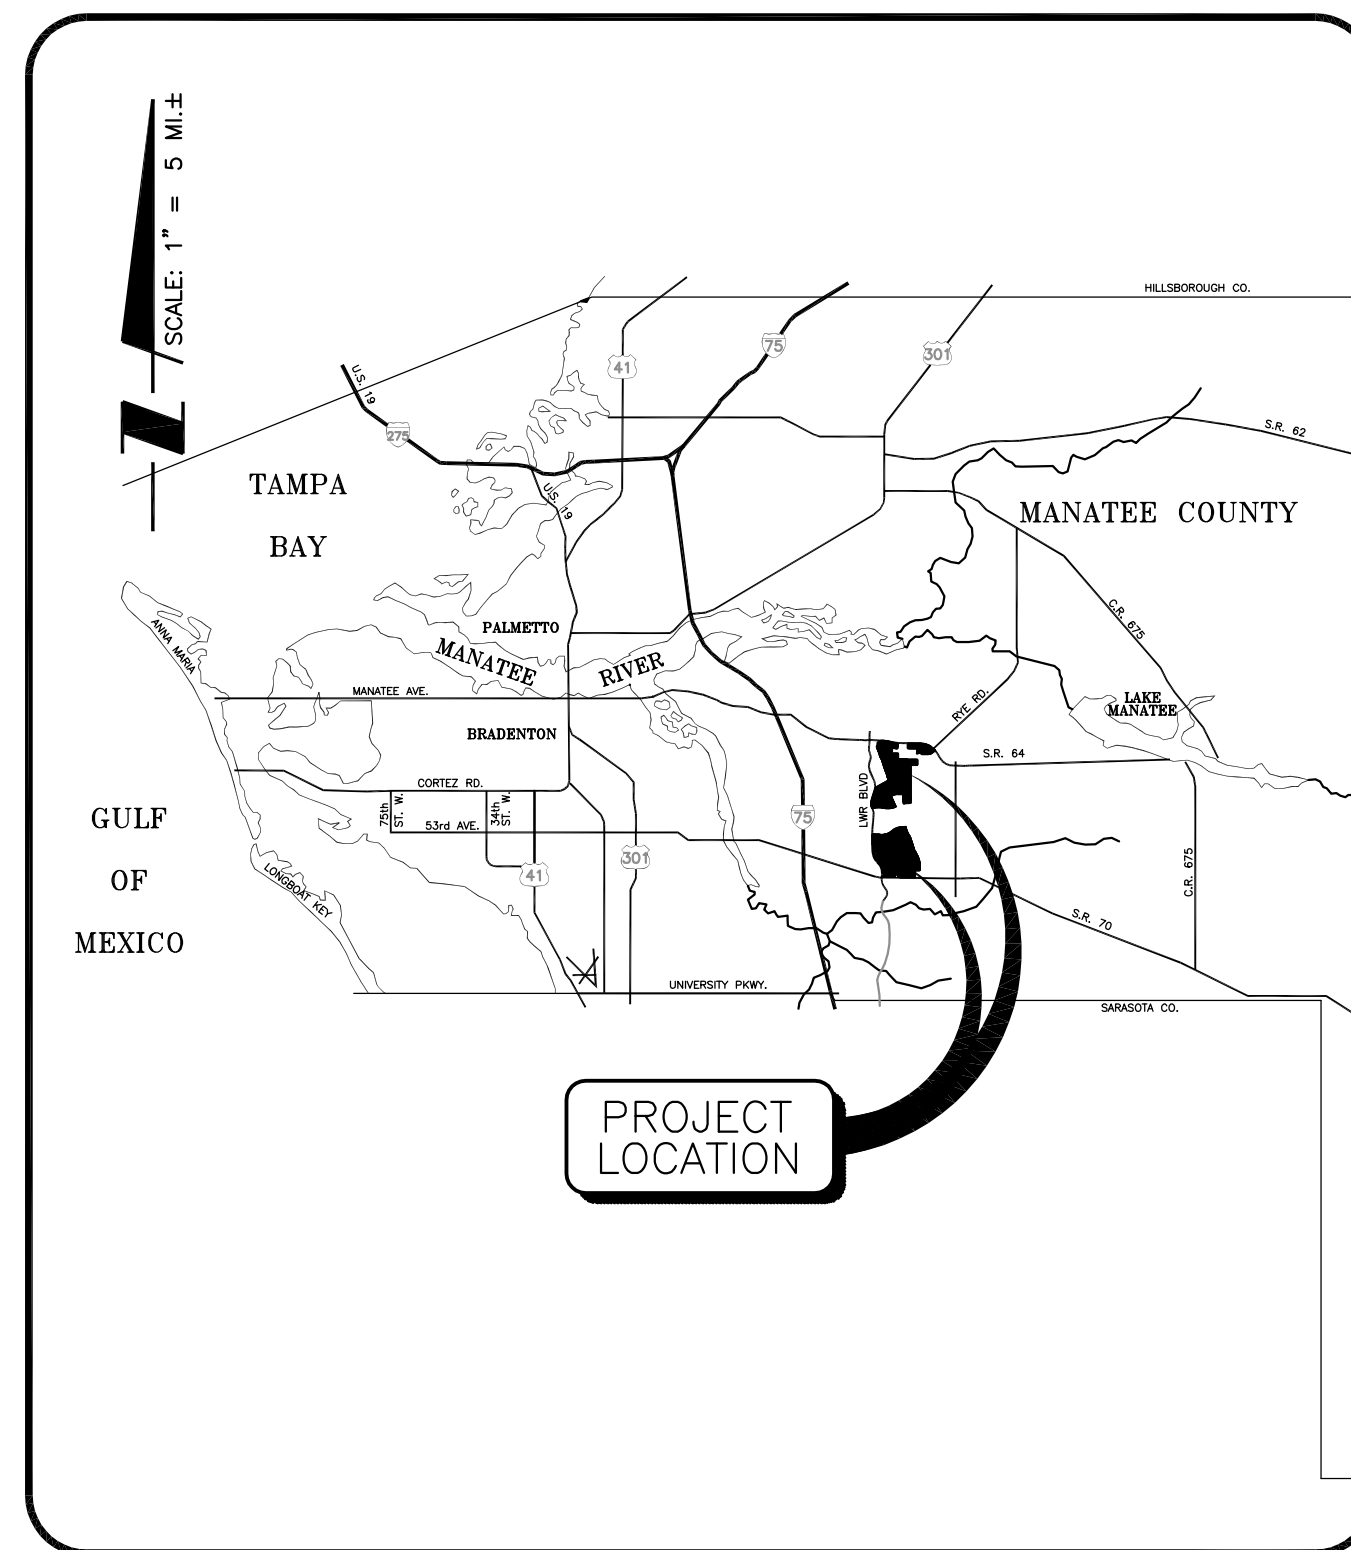 SCALE: 1" = 5 MI.±
N
HILLSBOROUGH CO.
41
75
301
U.S. 19
275
S.R. 62
TAMPA
BAY
U.S. 19
MANATEE COUNTY
C.R. 675
ANNA MARIA
PALMETTO
MANATEE
RIVER
MANATEE AVE.
RYE RD.
LAKE
MANATEE
BRADENTON
S.R. 64
CORTEZ RD.
75th
ST. W.
34th
ST. W.
53rd AVE.
LWR BLVD
75
GULF
OF
MEXICO
301
41
LONGBOAT KEY
C.R. 675
S.R. 70
UNIVERSITY PKWY.
SARASOTA CO.
PROJECT
LOCATION